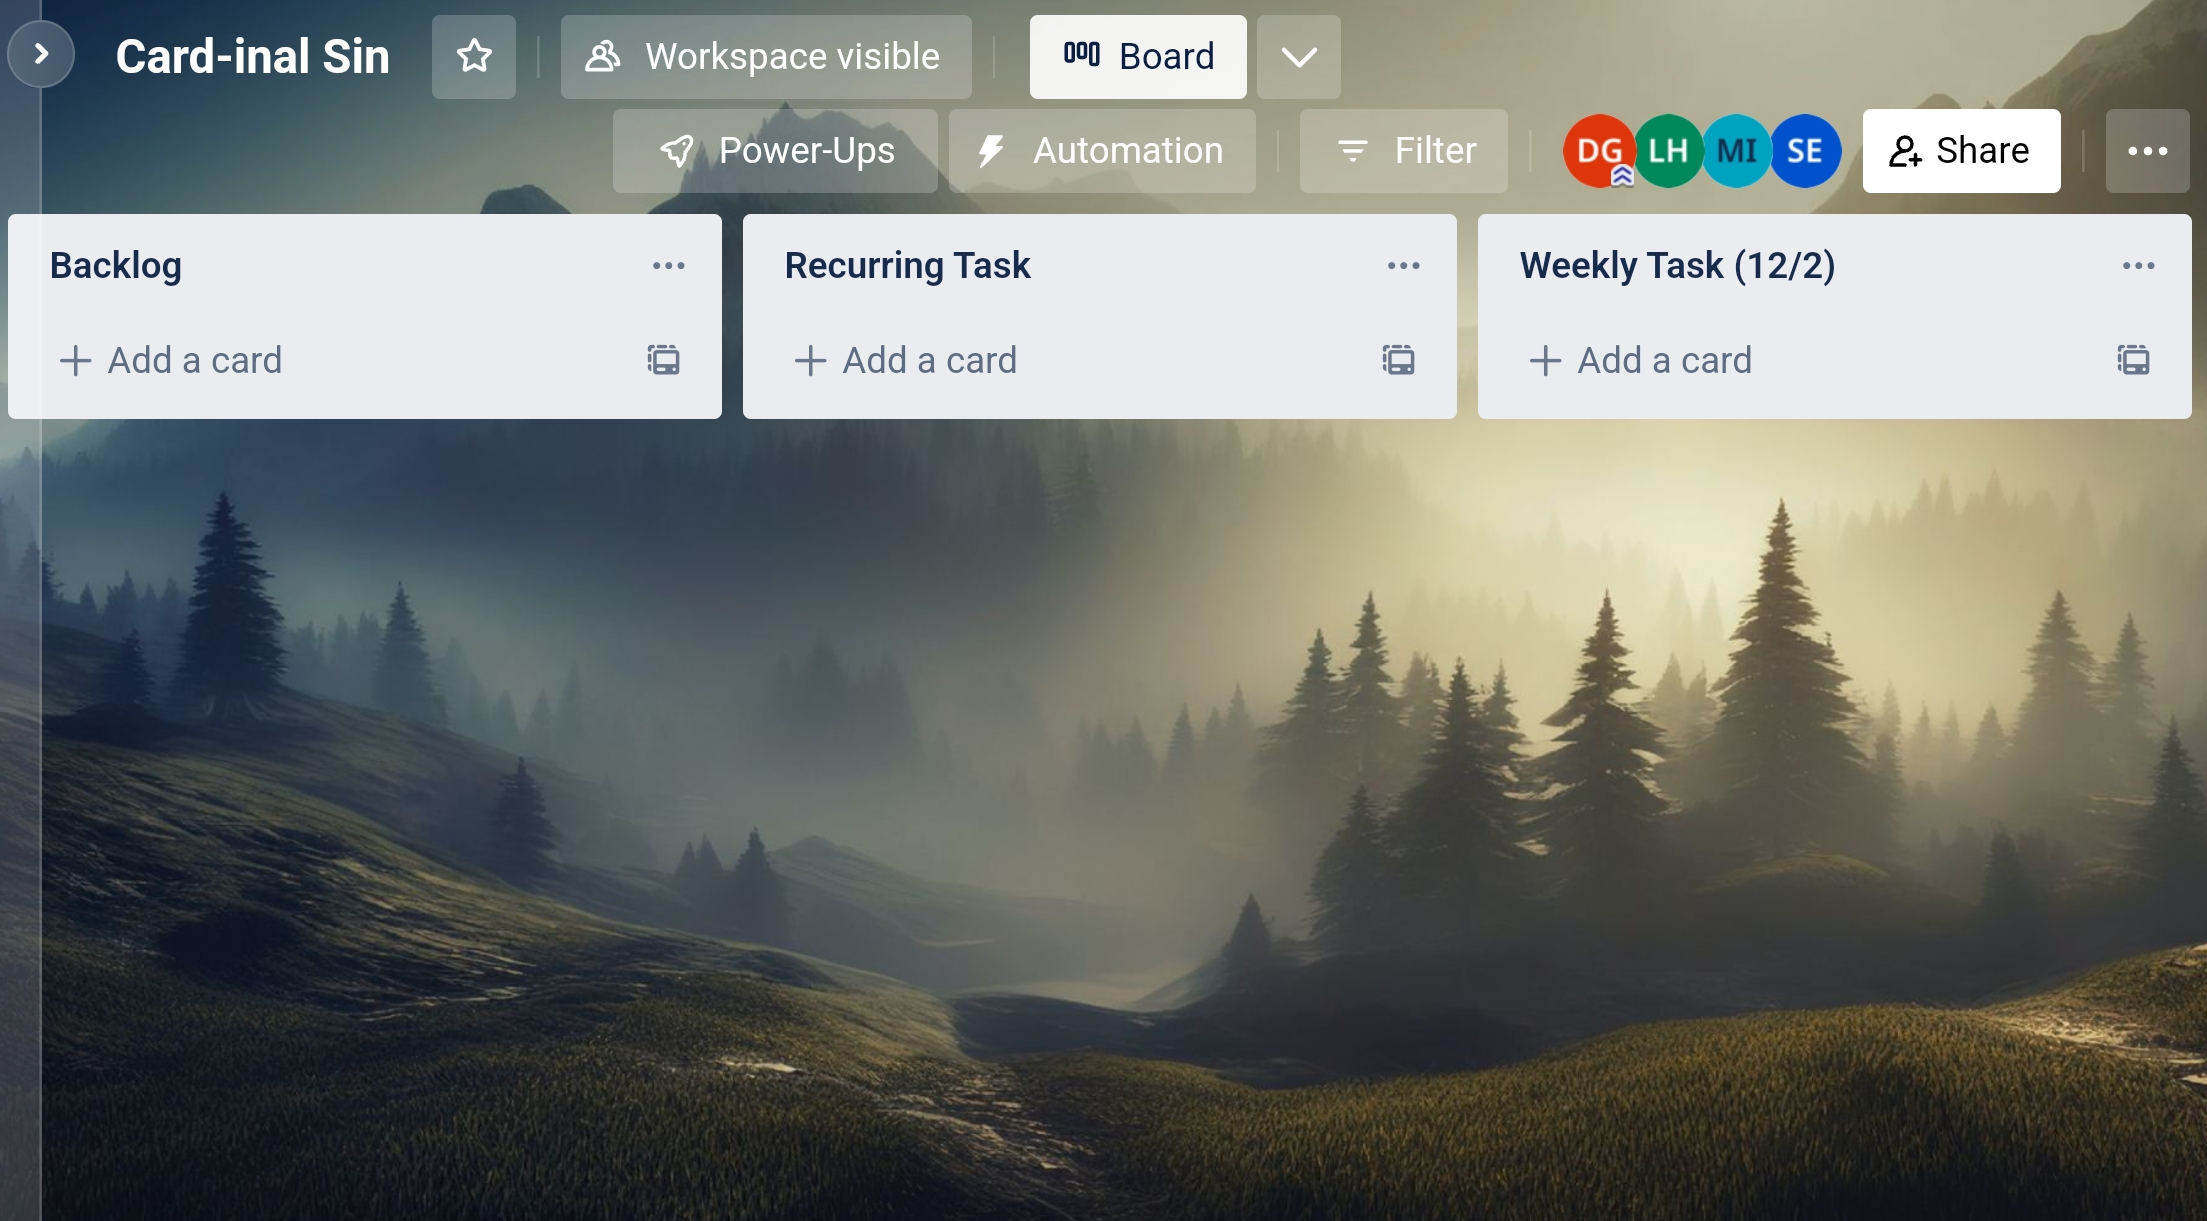 Card-inal Sin
Workspace visible
Board
Power-Ups
Automation
Filter
DG
LH
MI
SE
Share
Backlog
Add a card
Recurring Task
Add a card
Weekly Task (12/2)
Add a card